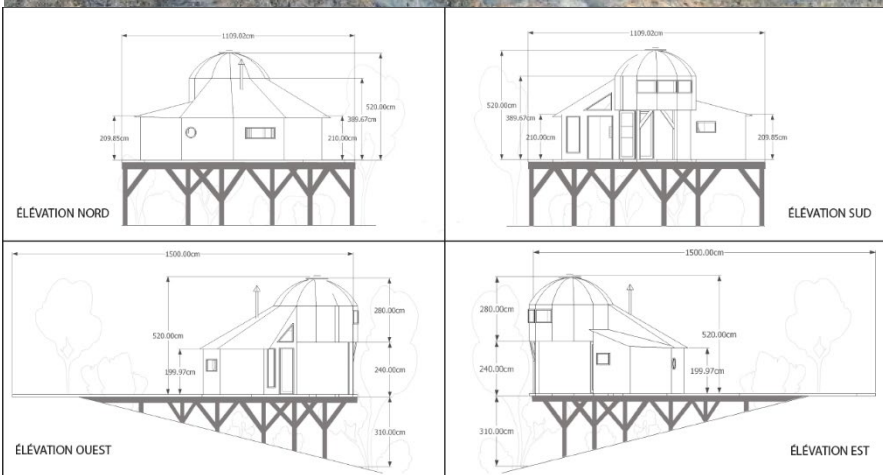 1109.02cm
520.00cm
389.67cm
209.85cm
210.00cm
ÉLÉVATION NORD
1109.02cm
520.00cm
389.67cm
210.00cm
209.85cm
ÉLÉVATION SUD
1500.00cm
280.00cm
520.00cm
199.97cm
240.00cm
310.00cm
ÉLÉVATION OUEST
1500.00cm
280.00cm
520.00cm
240.00cm
199.97cm
310.00cm
ÉLÉVATION EST